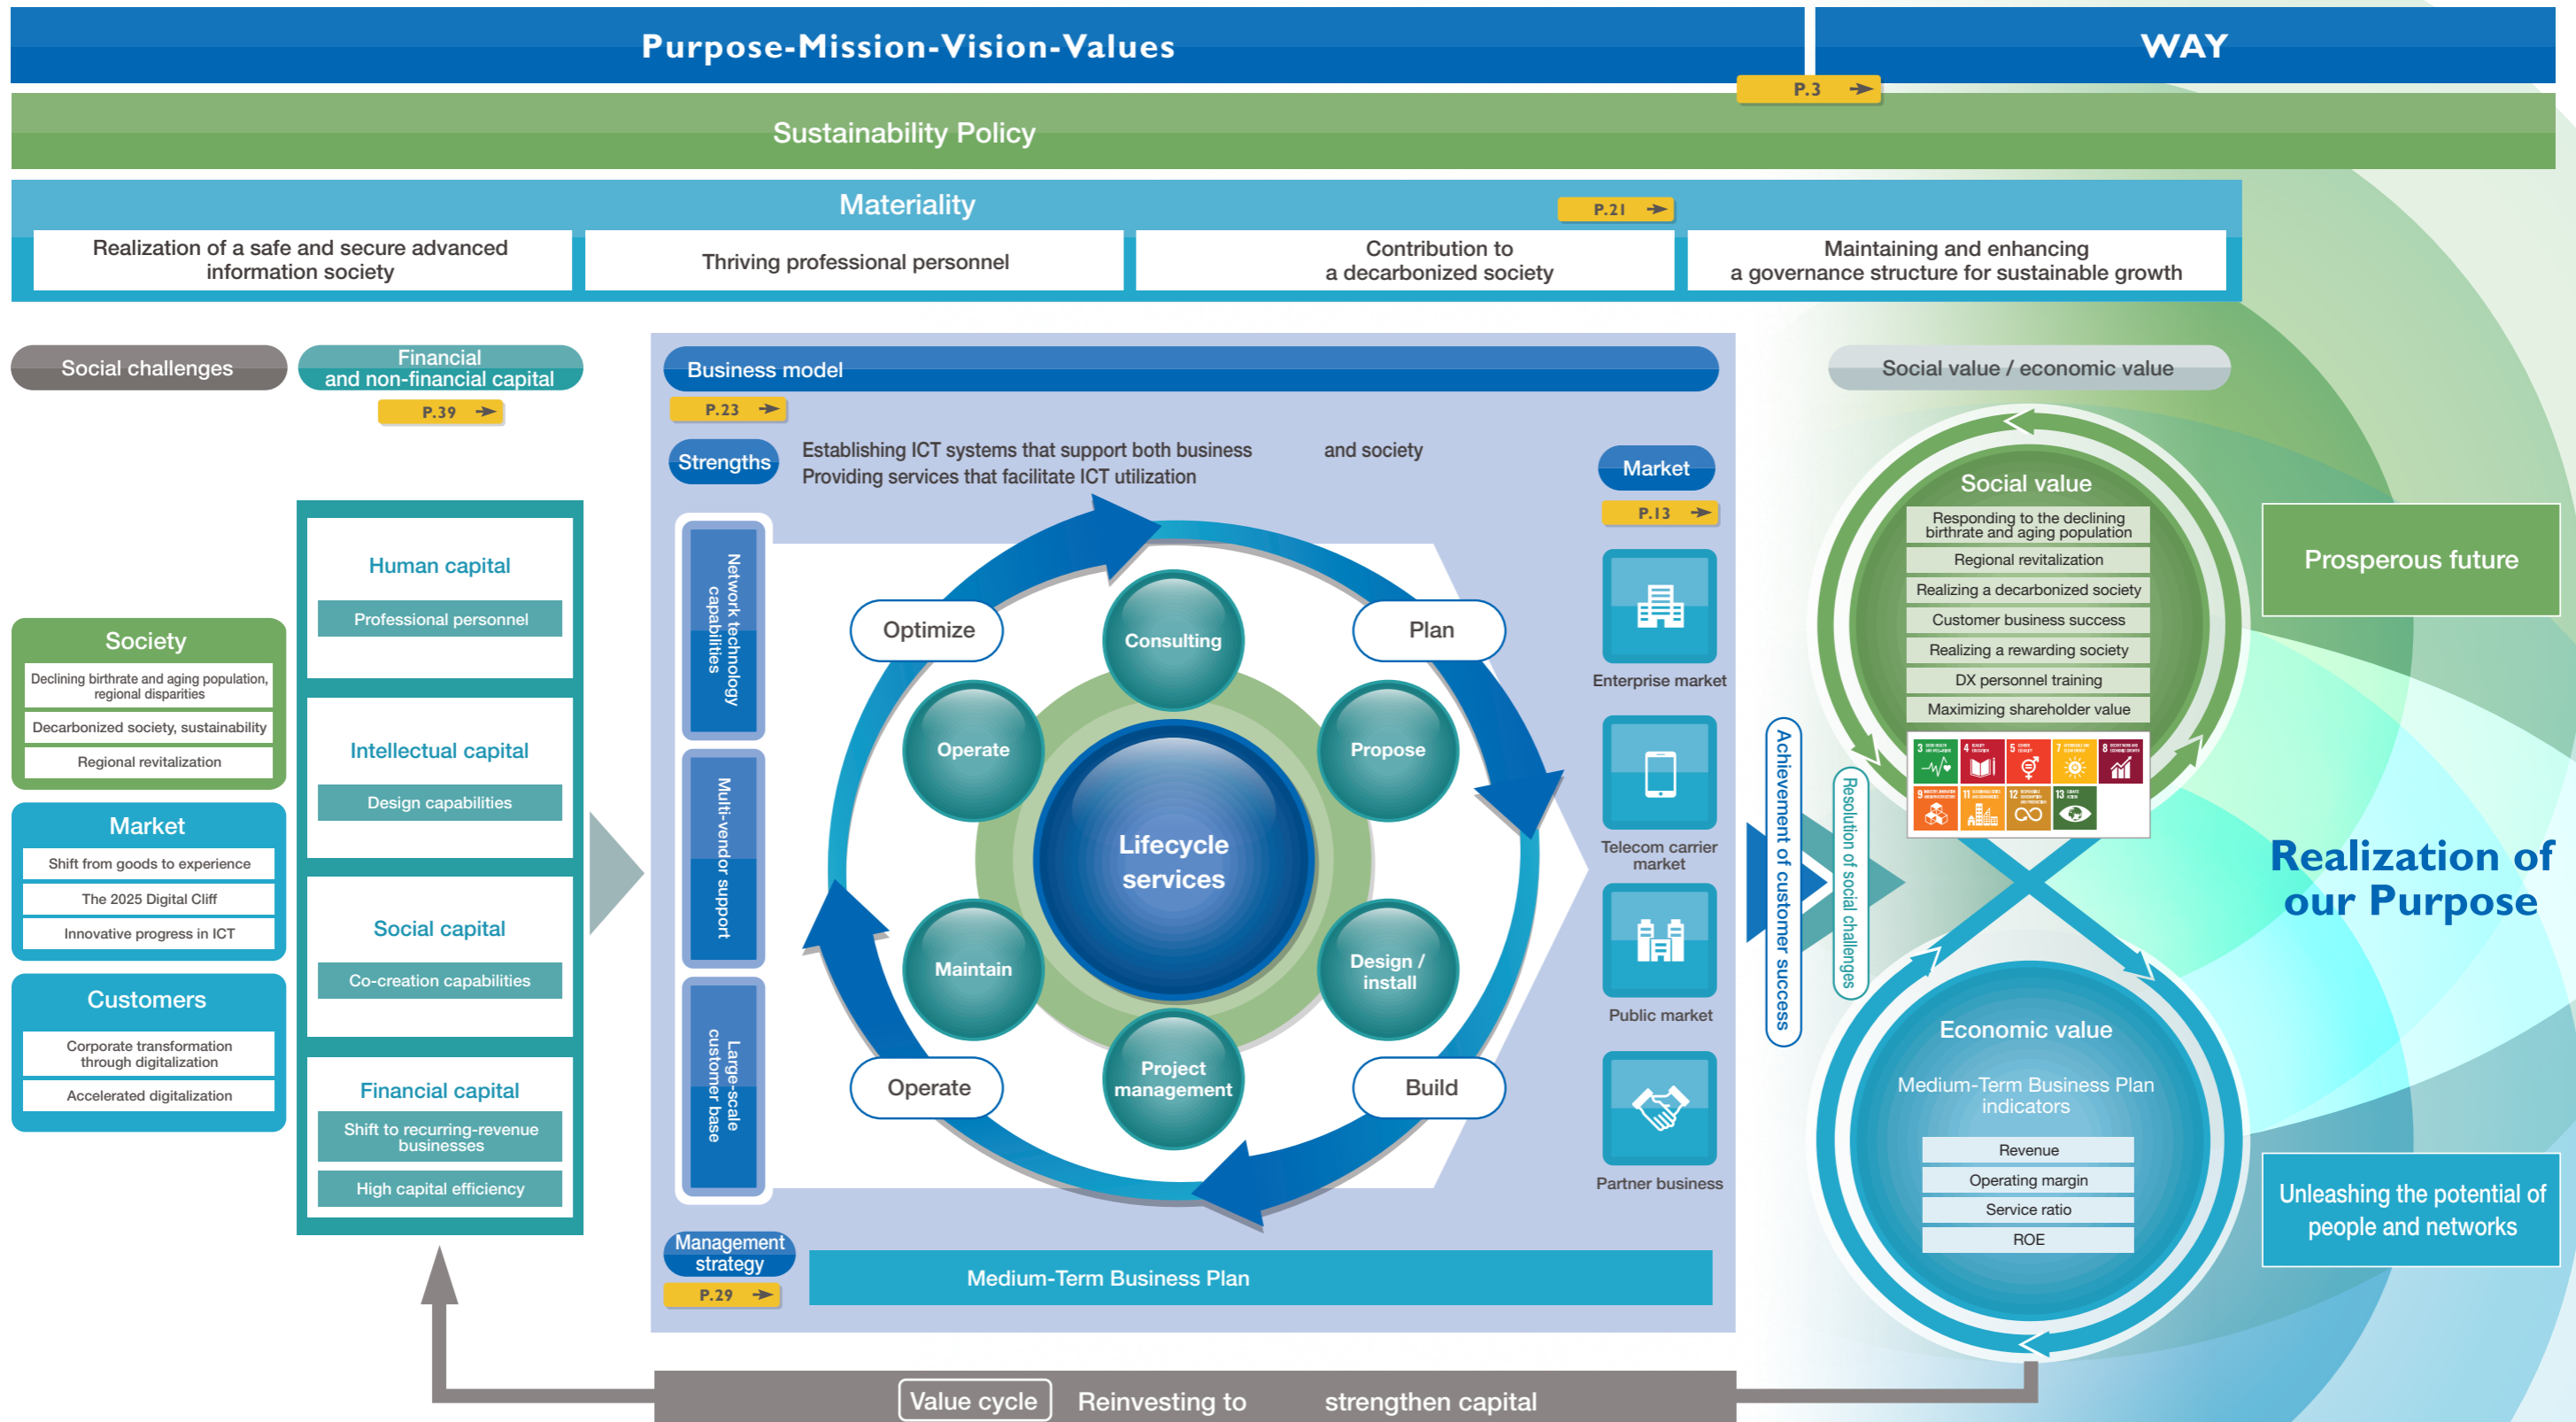 Purpose-Mission-Vision-Values
WAY
P.3
Sustainability Policy
Materiality
P.21
Realization of a safe and secure advanced
information society
Thriving professional personnel
Contribution to
a decarbonized society
Maintaining and enhancing
a governance structure for sustainable growth
Social challenges
Society
Declining birthrate and aging population,
regional disparities
Decarbonized society, sustainability
Regional revitalization
Market
Shift from goods to experience
The 2025 Digital Cliff
Innovative progress in ICT
Customers
Corporate transformation
through digitalization
Accelerated digitalization
Financial
and non-financial capital
P.39
Human capital
Professional personnel
Intellectual capital
Design capabilities
Social capital
Co-creation capabilities
Financial capital
Shift to recurring-revenue
businesses
High capital efficiency
Business model
P.23
Strengths
Establishing ICT systems that support both business and society
Providing services that facilitate ICT utilization
Network technology
capabilities
Multi-vendor support
Large-scale
customer base
Optimize
Plan
Build
Operate
Consulting
Propose
Design /
install
Project
management
Maintain
Operate
Lifecycle
services
Market
P.13
Enterprise market
Telecom carrier
market
Public market
Partner business
Management
strategy
P.29
Medium-Term Business Plan
Achievement of customer success
Resolution of social challenges
Social value / economic value
Social value
Responding to the declining
birthrate and aging population
Regional revitalization
Realizing a decarbonized society
Customer business success
Realizing a rewarding society
DX personnel training
Maximizing shareholder value
3
4
5
7
8
9
11
12
13
Economic value
Medium-Term Business Plan
indicators
Revenue
Operating margin
Service ratio
ROE
Prosperous future
Realization of
our Purpose
Unleashing the potential of
people and networks
Value cycle
Reinvesting to strengthen capital